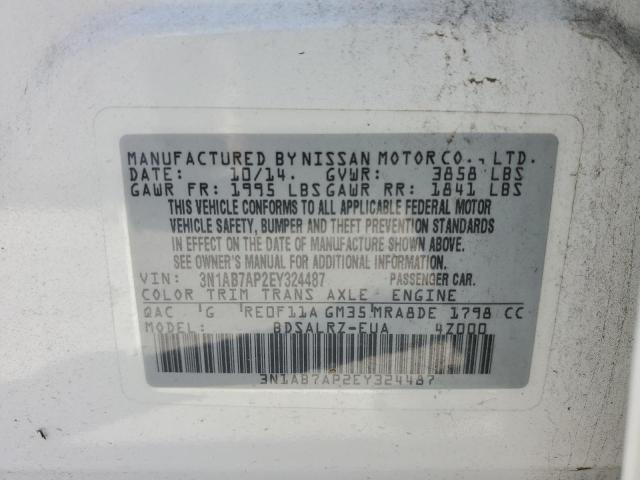 MANUFACTURED BY NISSAN MOTOR CO., LTD.
DATE: 10/14. GVWR: 3858 LBS
GAWR FR: 1995 LBS GAWR RR: 1841 LBS
THIS VEHICLE CONFORMS TO ALL APPLICABLE FEDERAL MOTOR
VEHICLE SAFETY, BUMPER AND THEFT PREVENTION STANDARDS
IN EFFECT ON THE DATE OF MANUFACTURE SHOWN ABOVE.
SEE OWNER'S MANUAL FOR ADDITIONAL INFORMATION.
VIN: 3N1AB7AP2EY324487 PASSENGER CAR.
COLOR TRIM TRANS AXLE ENGINE
QAC G RE0F11A GM35 MRA8DE 1798 CC
MODEL: BDSALRZ-EUA 4Z000
3N1AB7AP2EY324487